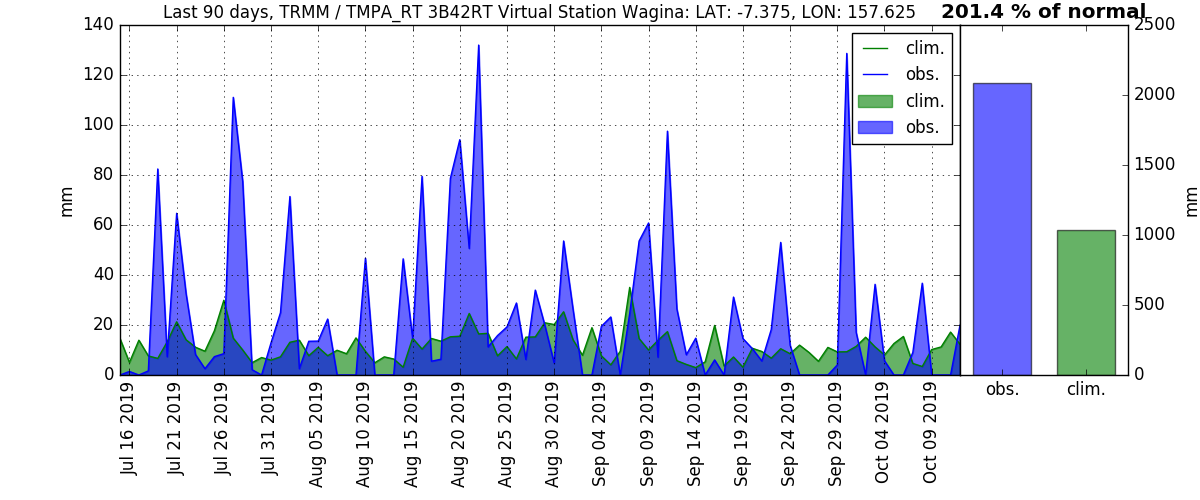 Last 90 days, TRMM / TMPA_RT 3B42RT Virtual Station Wagina: LAT: -7.375, LON: 157.625
201.4 % of normal
140
120
100
80
60
40
20
0
mm
clim.
obs.
clim.
obs.
2500
2000
1500
1000
500
0
mm
Jul 16 2019
Jul 21 2019
Jul 26 2019
Jul 31 2019
Aug 05 2019
Aug 10 2019
Aug 15 2019
Aug 20 2019
Aug 25 2019
Aug 30 2019
Sep 04 2019
Sep 09 2019
Sep 14 2019
Sep 19 2019
Sep 24 2019
Sep 29 2019
Oct 04 2019
Oct 09 2019
obs.
clim.